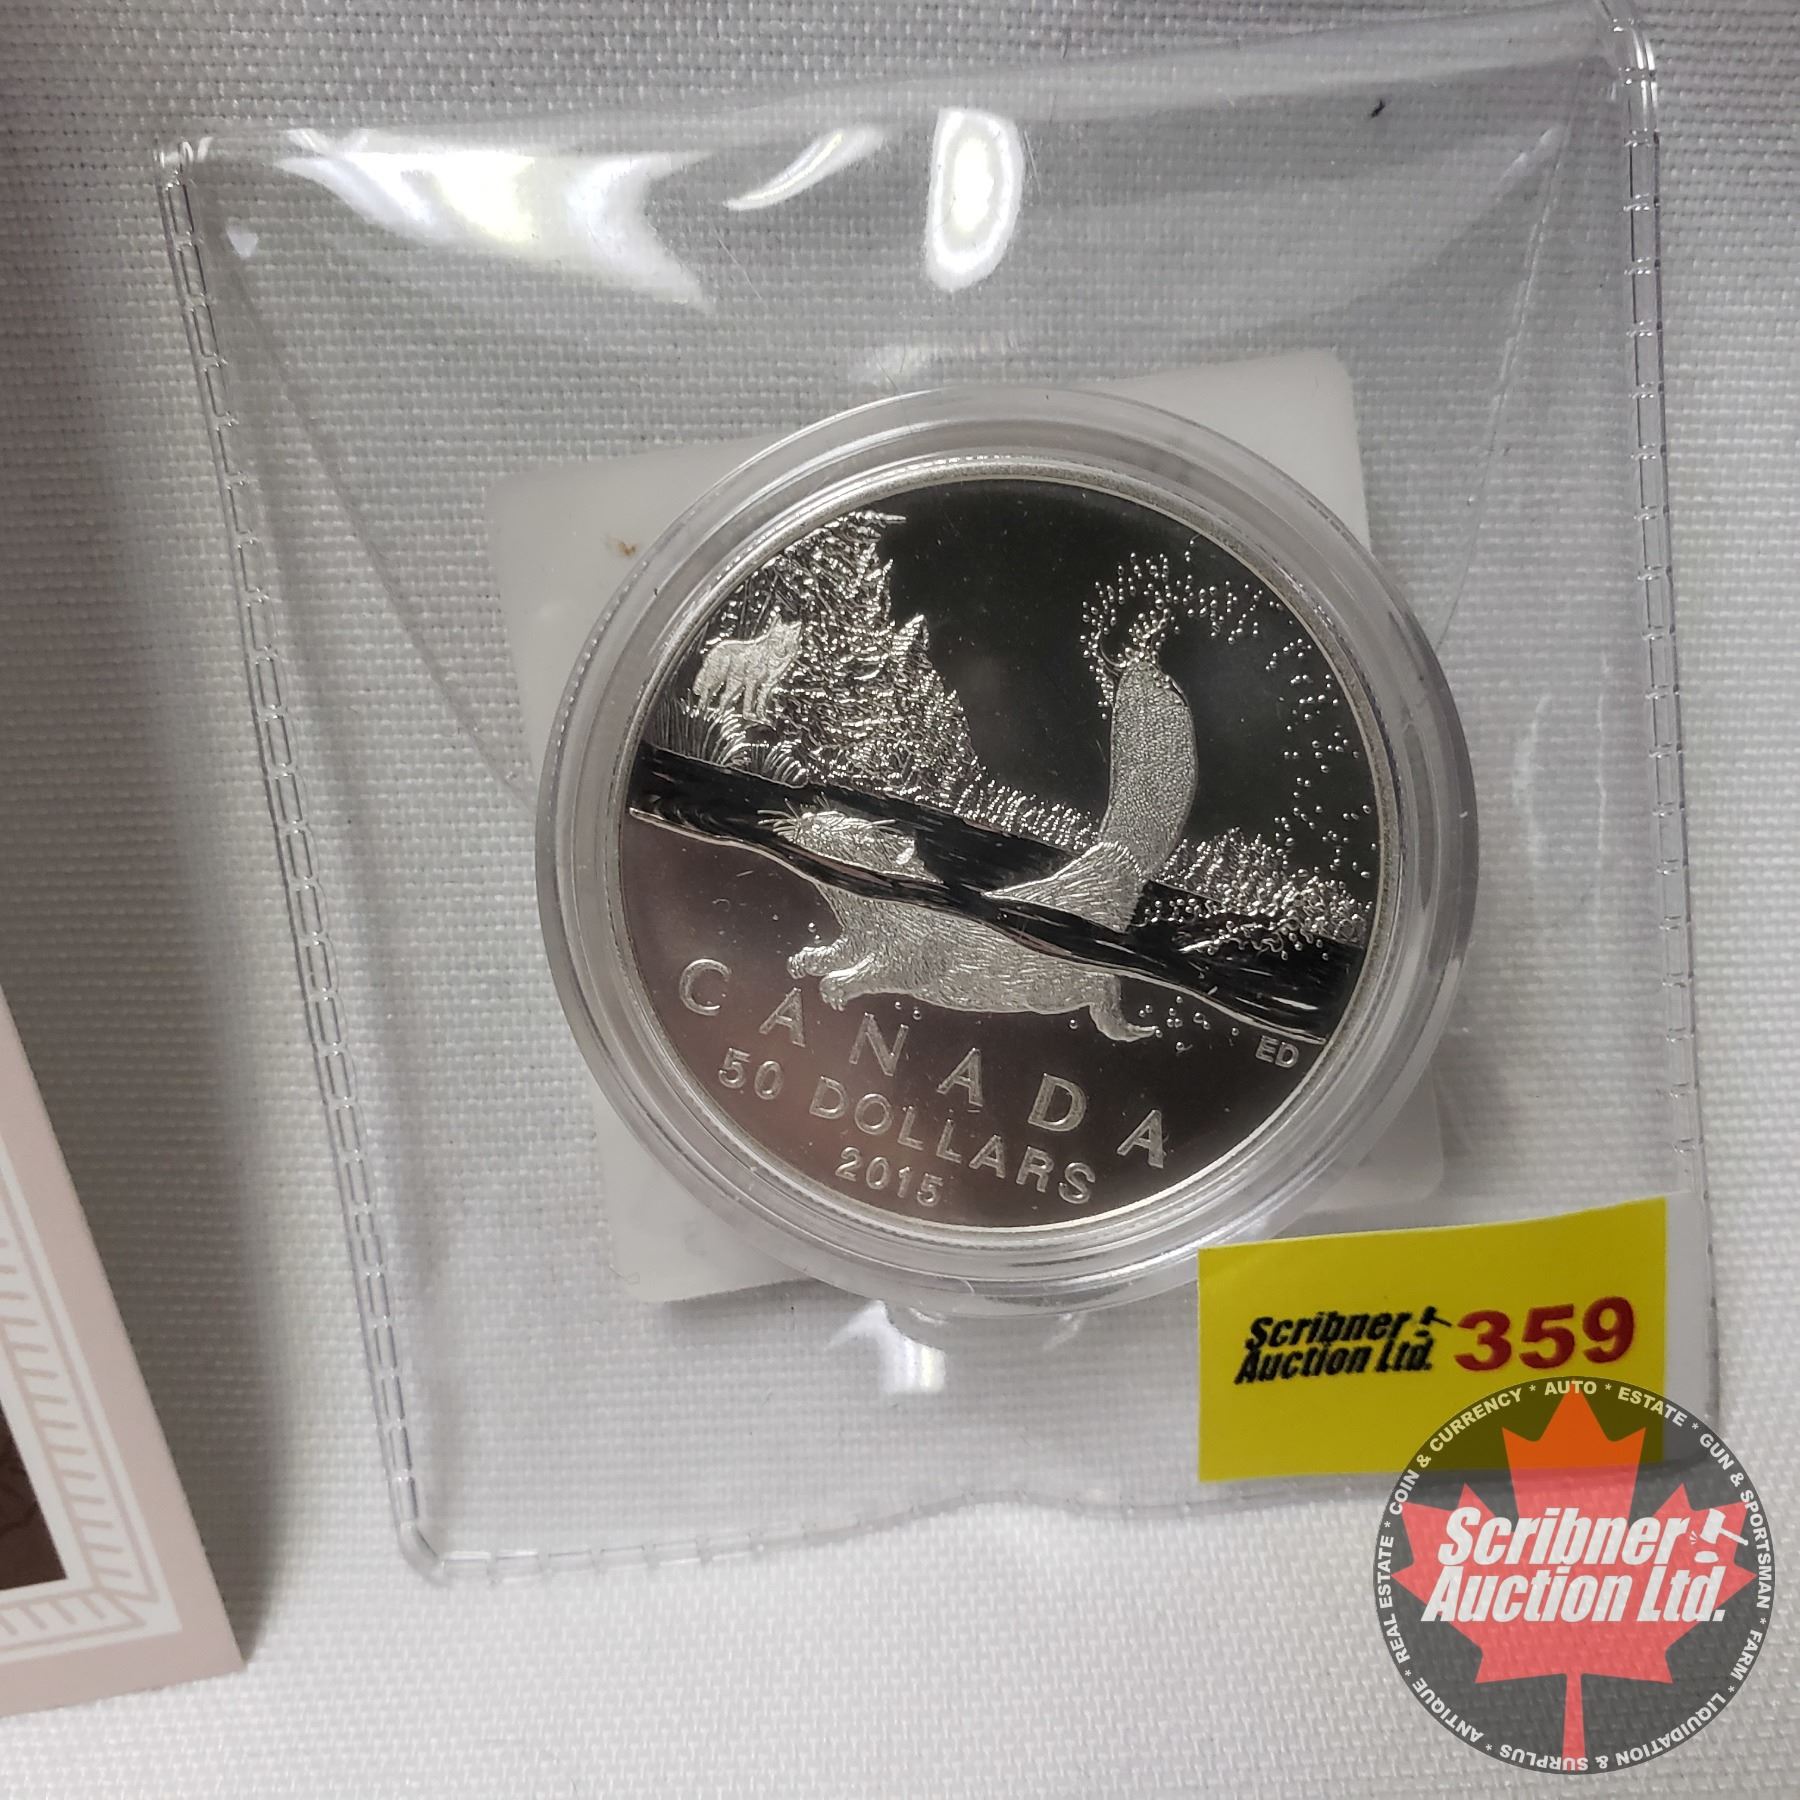 ED
CANADA
50 DOLLARS
2015
Scribner
Auction Ltd.
359
REAL ESTATE * COIN & CURRENCY * AUTO * ESTATE * GUN & SPORTSMAN * FARM * LIQUIDATION & SURPLUS * ANTIQUE *
Scribner
Auction Ltd.